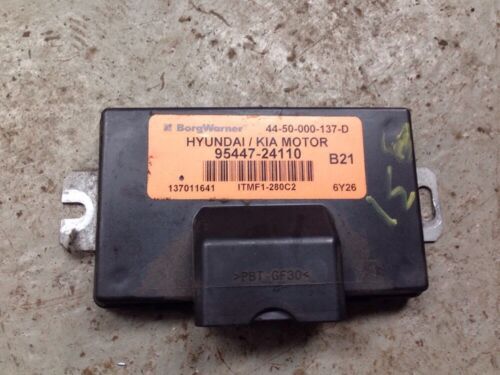 BorgWarner 44-50-000-137-D
HYUNDAI / KIA MOTOR
95447-24110 B21
137011641 ITMF1-280C2 6Y26
>PBT-GF30<